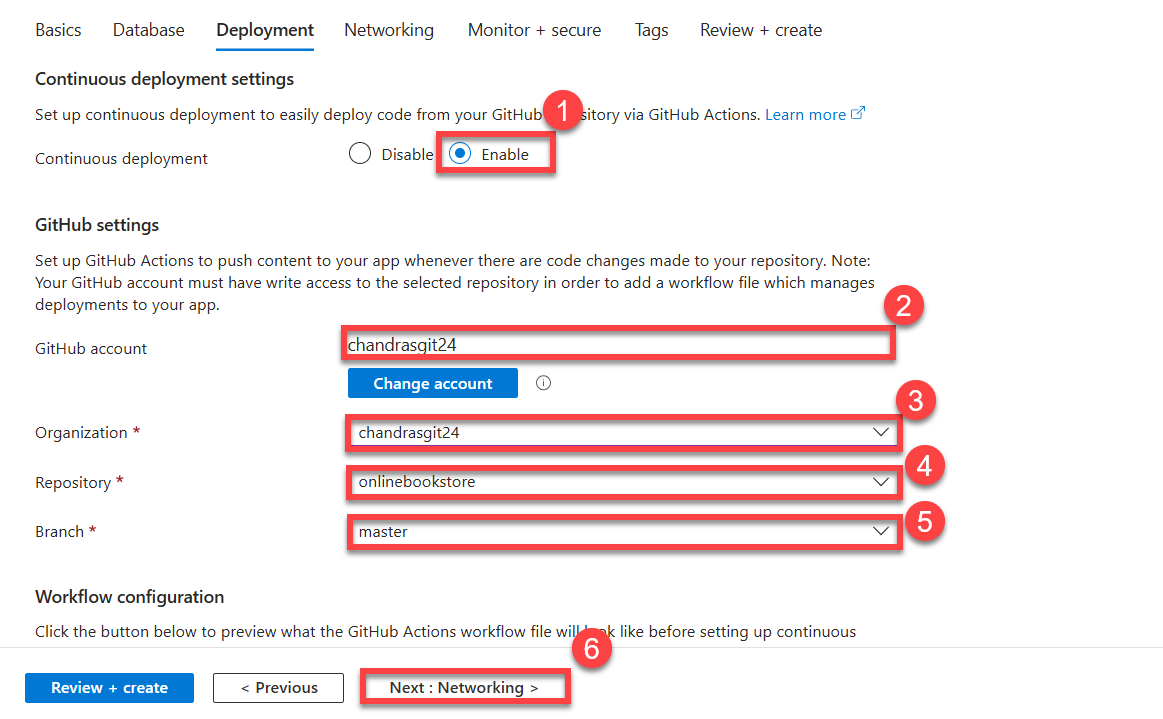 Basics Database Deployment Networking Monitor + secure Tags Review + create
Continuous deployment settings
1
Set up continuous deployment to easily deploy code from your GitHub sitory via GitHub Actions. Learn more
Continuous deployment Disable Enable
GitHub settings
Set up GitHub Actions to push content to your app whenever there are code changes made to your repository. Note:
Your GitHub account must have write access to the selected repository in order to add a workflow file which manages
deployments to your app.
2
GitHub account chandrasgit24
Change account
3
Organization * chandrasgit24
4
Repository * onlinebookstore
5
Branch * master
Workflow configuration
Click the button below to preview what the GitHub Actions workflow file will look like before setting up continuous
6
Review + create < Previous Next : Networking >